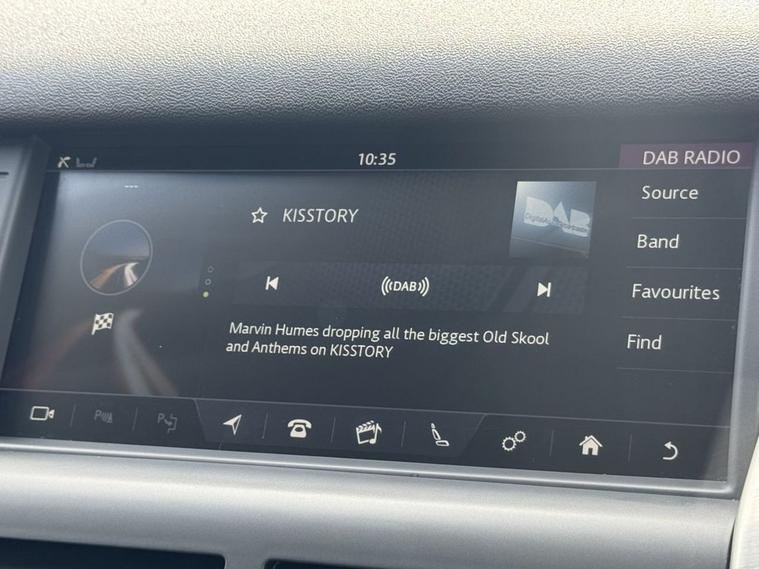 10:35
DAB RADIO
---
KISSTORY
DAB
Source
Band
Favourites
Find
((DAB))
Marvin Humes dropping all the biggest Old Skool
and Anthems on KISSTORY